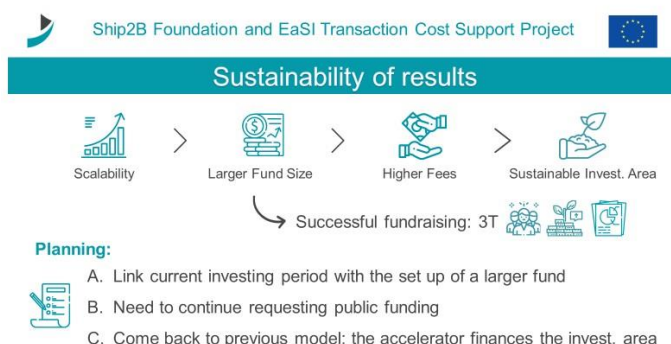 Ship2B Foundation and EaSI Transaction Cost Support Project
Sustainability of results
Scalability > Larger Fund Size > Higher Fees > Sustainable Invest. Area
Successful fundraising: 3T
Planning:
A. Link current investing period with the set up of a larger fund
B. Need to continue requesting public funding
C. Come back to previous model: the accelerator finances the invest. area